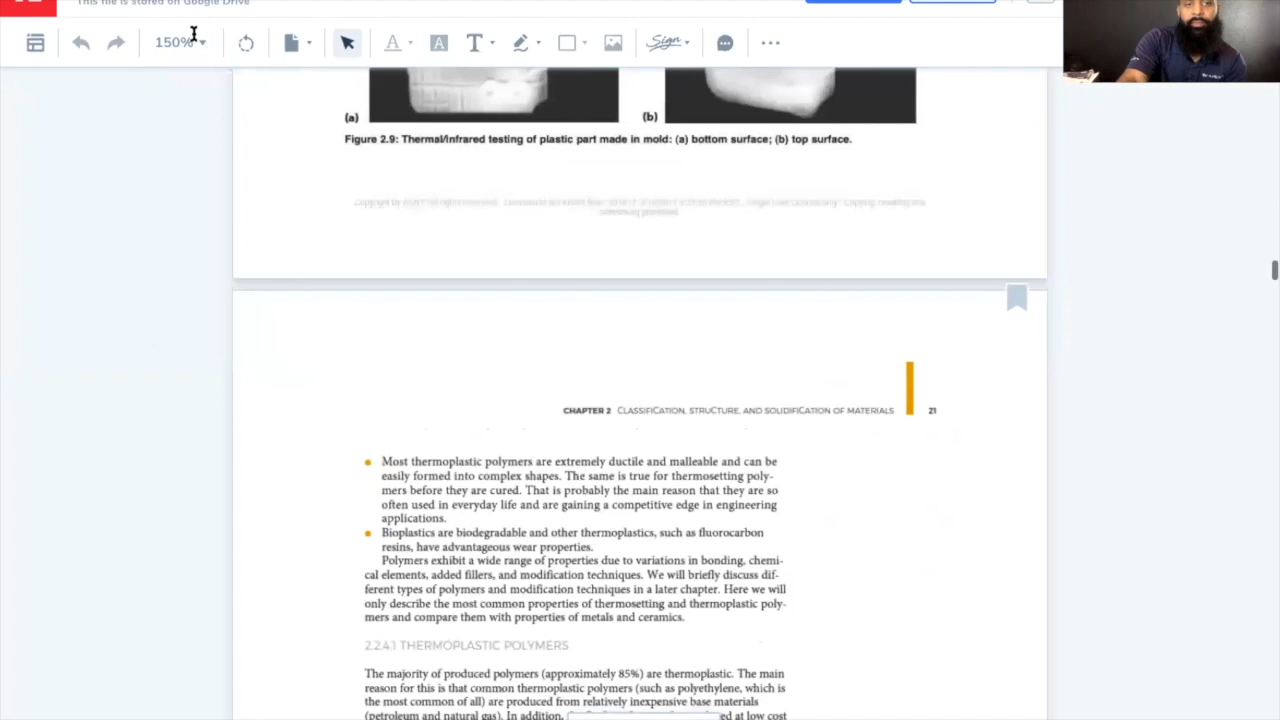 This file is stored on Google Drive
150%
T
Sign
(a)
(b)
Figure 2.9: Thermal/Infrared testing of plastic part made in mold: (a) bottom surface; (b) top surface.
CHAPTER 2 CLASSIFICATION, STRUCTURE, AND SOLIDIFICATION OF MATERIALS 21
Most thermoplastic polymers are extremely ductile and malleable and can be
easily formed into complex shapes. The same is true for thermosetting poly-
mers before they are cured. That is probably the main reason that they are so
often used in everyday life and are gaining a competitive edge in engineering
applications.
Bioplastics are biodegradable and other thermoplastics, such as fluorocarbon
resins, have advantageous wear properties.
Polymers exhibit a wide range of properties due to variations in bonding, chemi-
cal elements, added fillers, and modification techniques. We will briefly discuss dif-
ferent types of polymers and modification techniques in a later chapter. Here we will
only describe the most common properties of thermosetting and thermoplastic poly-
mers and compare them with properties of metals and ceramics.
2.2.4.1 THERMOPLASTIC POLYMERS
The majority of produced polymers (approximately 85%) are thermoplastic. The main
reason for this is that common thermoplastic polymers (such as polyethylene, which is
the most common of all) are produced from relatively inexpensive base materials
(petroleum and natural gas). In addition, at low cost